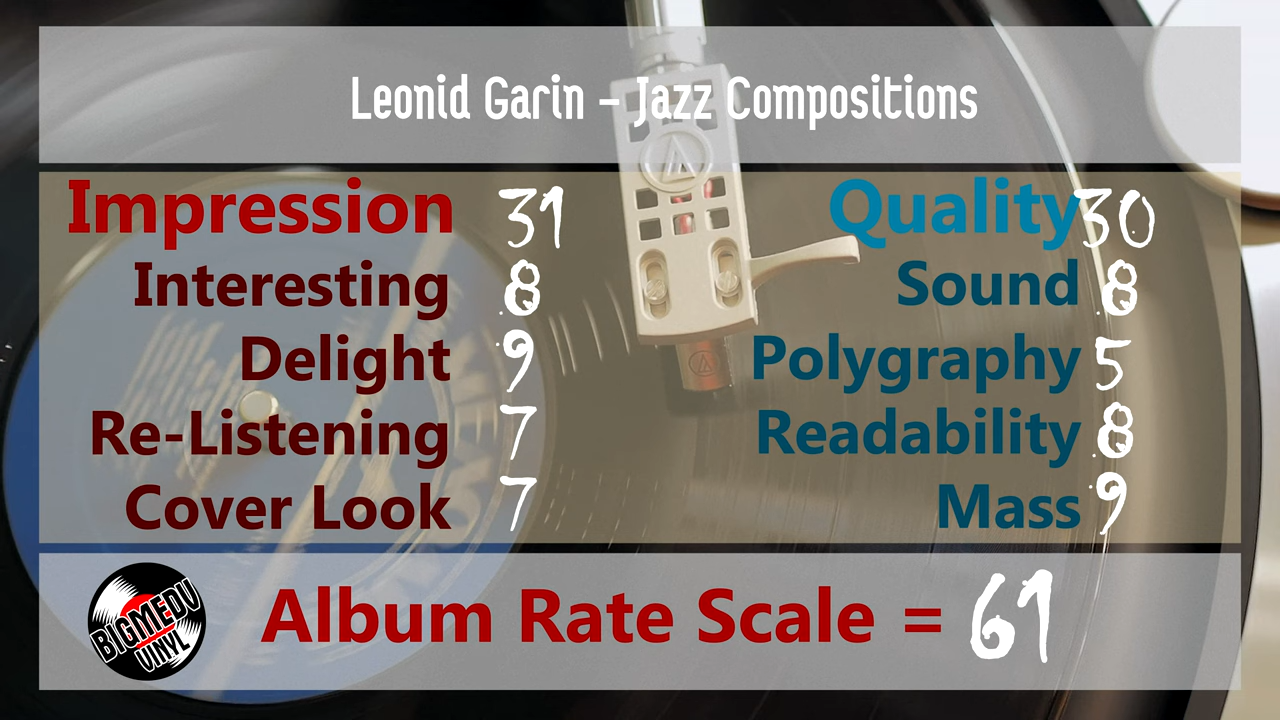 Leonid Garin – Jazz Compositions
Impression 31
Interesting 8
Delight 9
Re-Listening 7
Cover Look 7
Quality 30
Sound 8
Polygraphy 5
Readability 8
Mass 9
BIGMEDV
VINYL
Album Rate Scale = 61